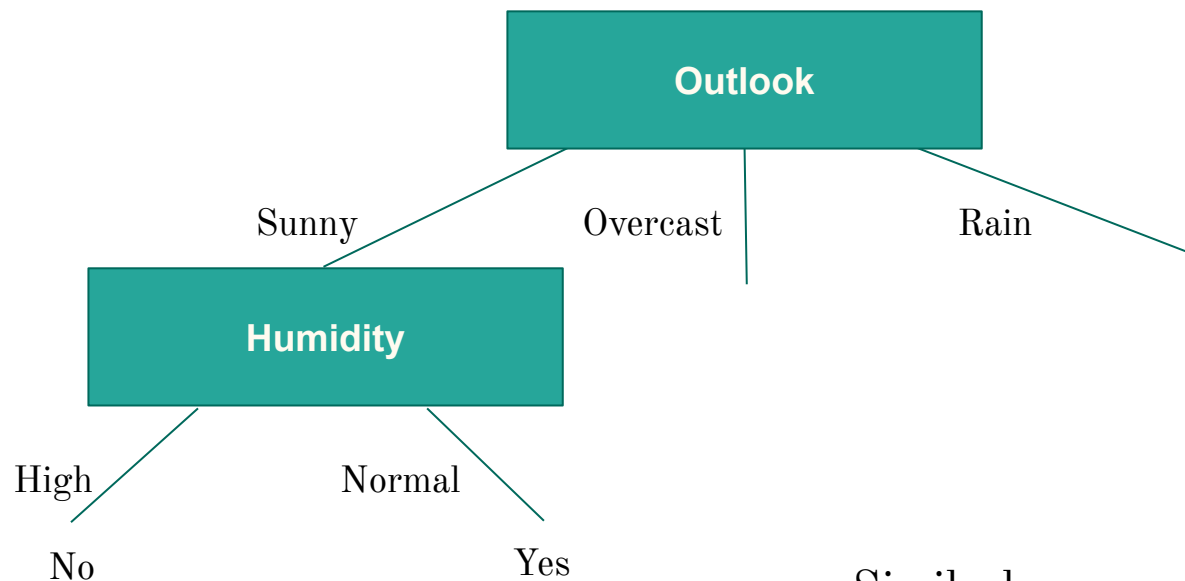 Outlook
Sunny
Overcast
Rain
Humidity
High
Normal
No
Yes